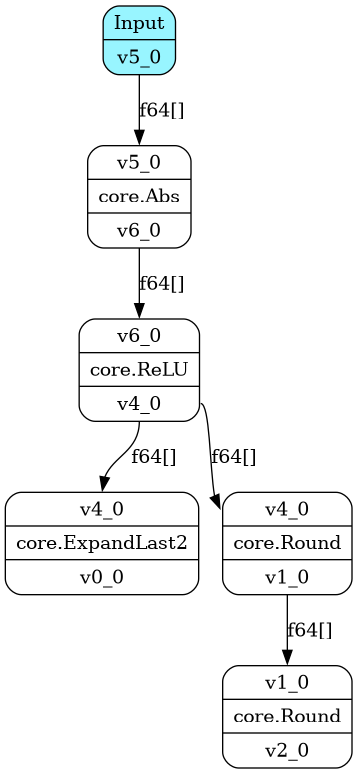 Input
v5_0
f64[]
v5_0
core.Abs
v6_0
f64[]
v6_0
core.ReLU
v4_0
f64[]
f64[]
v4_0
core.ExpandLast2
v0_0
v4_0
core.Round
v1_0
f64[]
v1_0
core.Round
v2_0